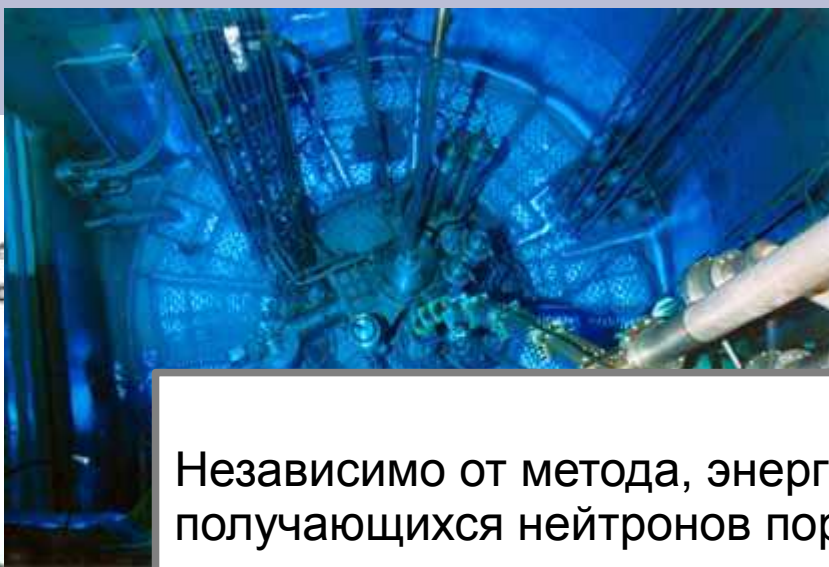 Независимо от метода, энерг
получающихся нейтронов пор